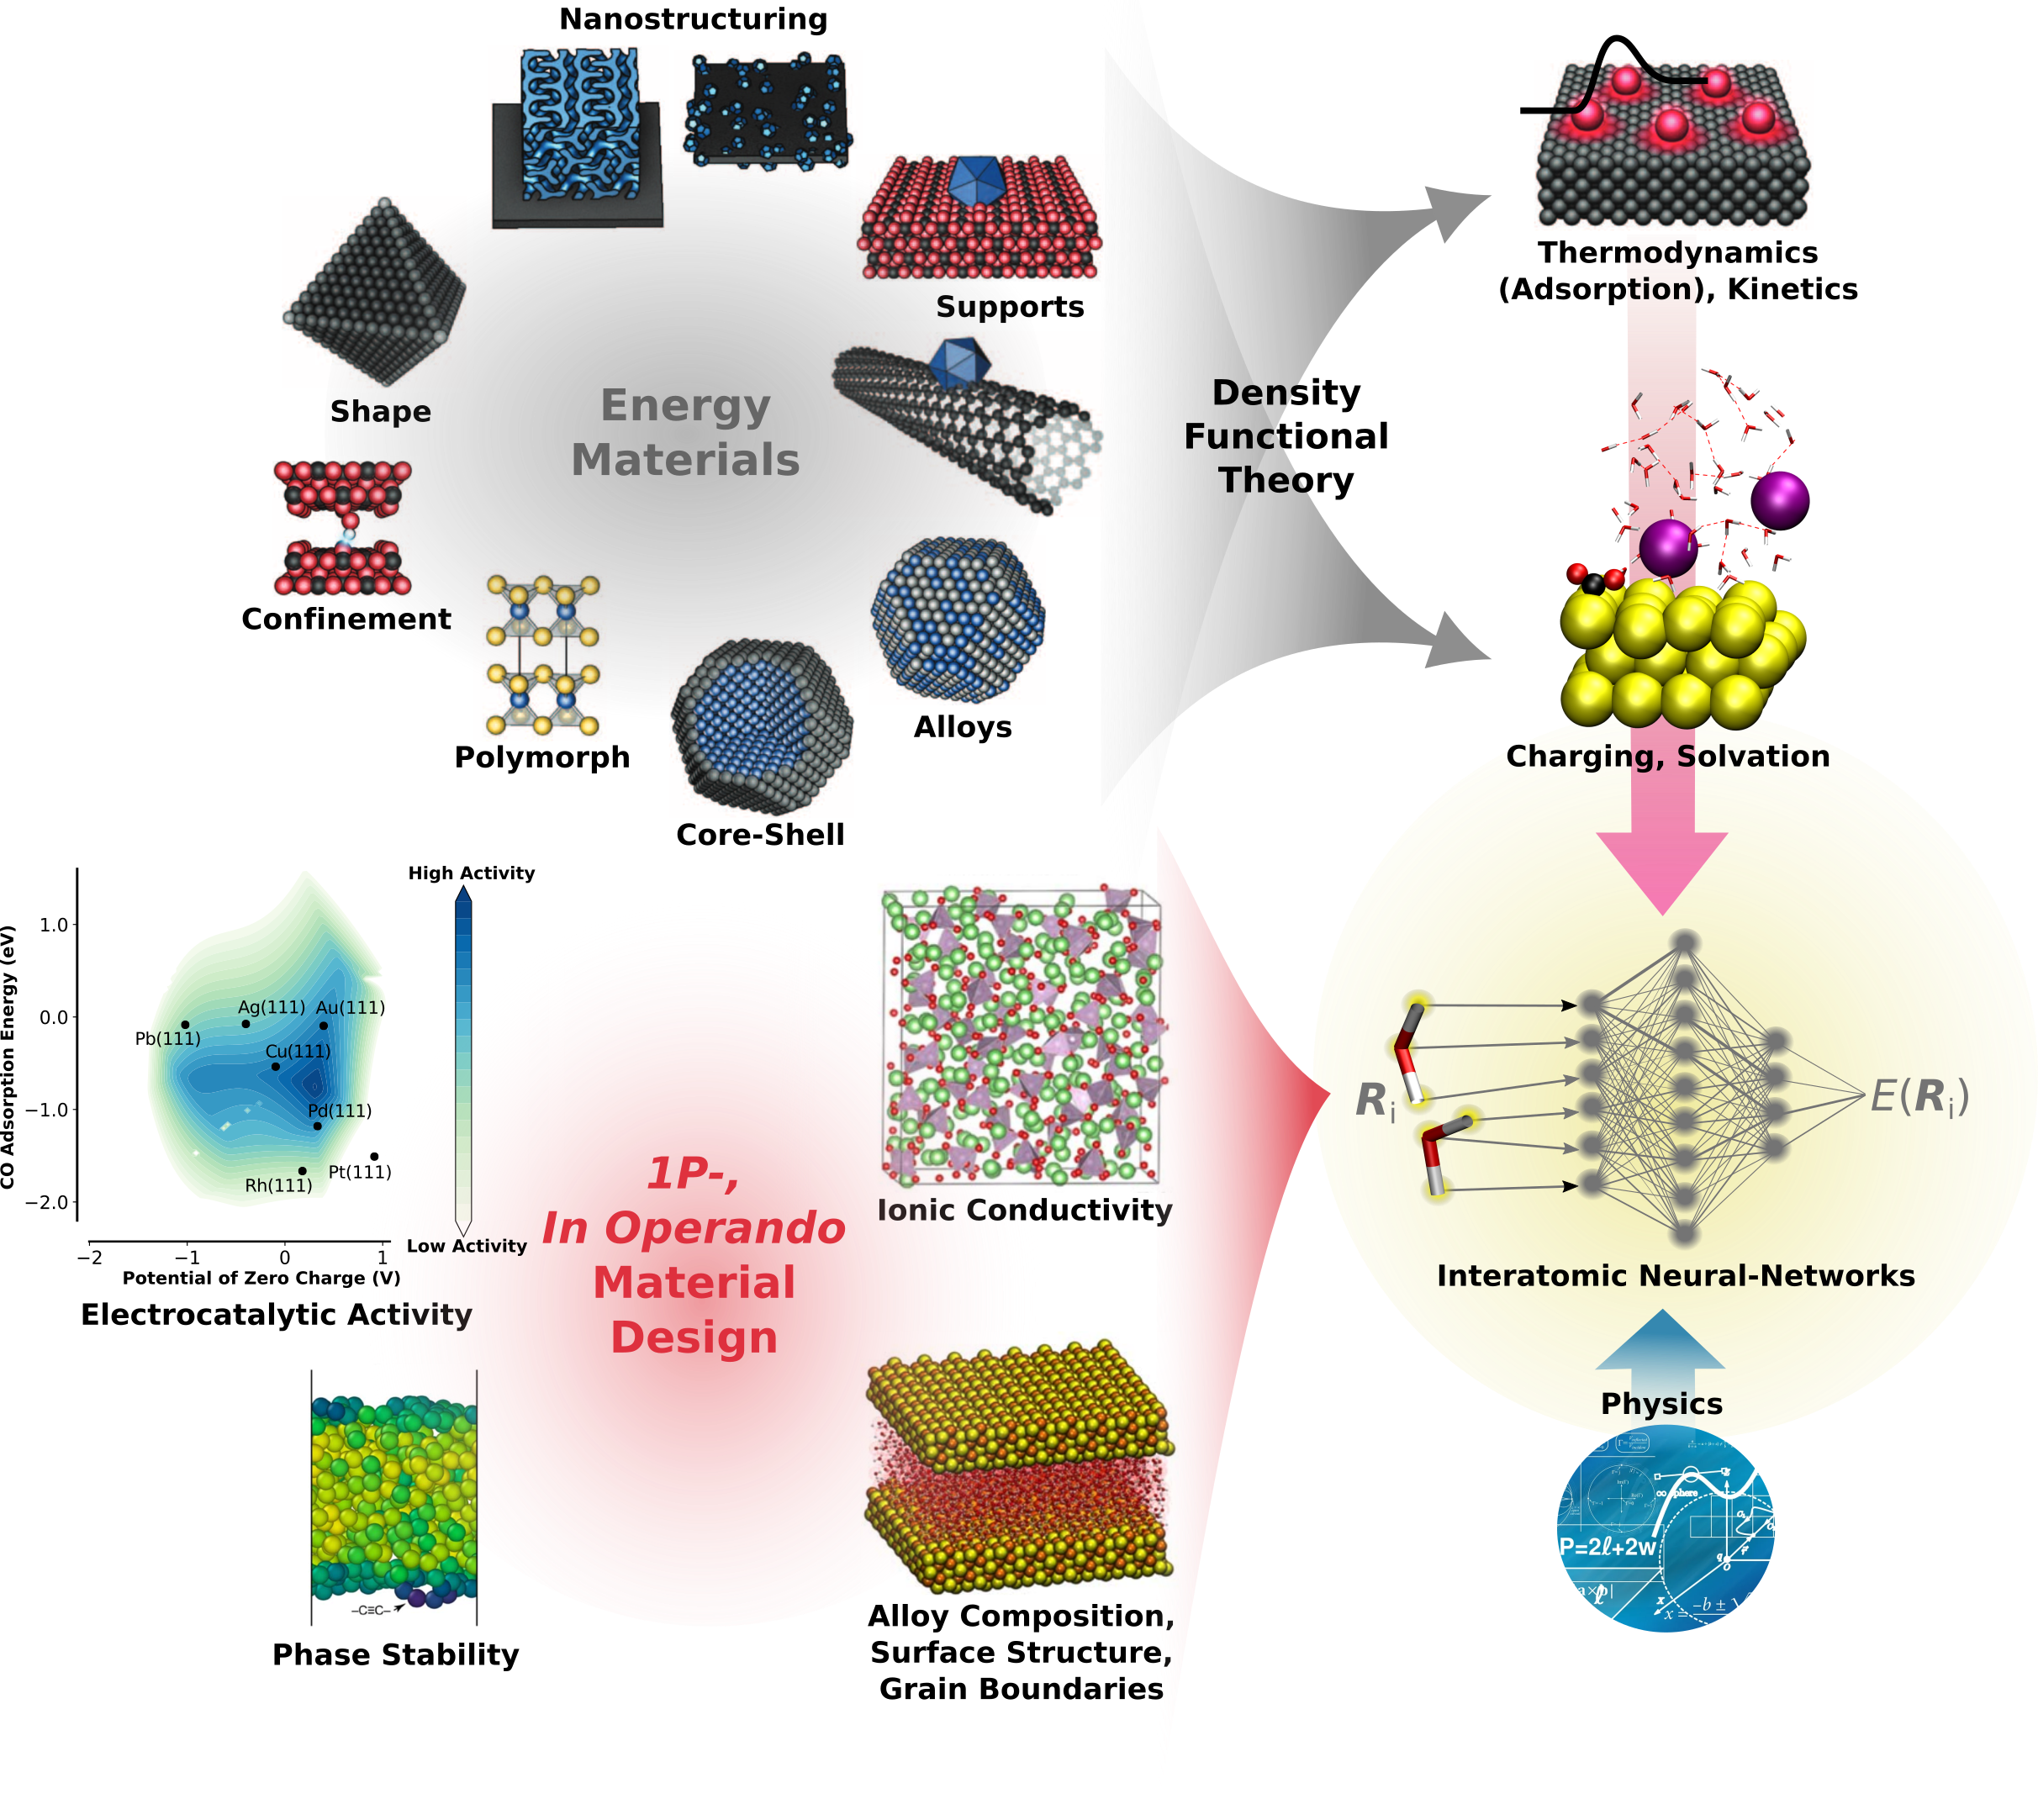 Nanostructuring
Supports
Shape
Energy
Materials
Confinement
Polymorph
Alloys
Core-Shell
Density
Functional
Theory
Thermodynamics
(Adsorption), Kinetics
Charging, Solvation
High Activity
Low Activity
CO Adsorption Energy (eV)
1.0
0.0
−1.0
−2.0
Pb(111)
Ag(111)
Au(111)
Cu(111)
Pd(111)
Rh(111)
Pt(111)
−2
−1
0
1
Potential of Zero Charge (V)
Electrocatalytic Activity
1P-,
In Operando
Material
Design
Ionic Conductivity
Phase Stability
–C≡C–
Alloy Composition,
Surface Structure,
Grain Boundaries
Ri
E(Ri)
Interatomic Neural-Networks
Physics
∞ sphere
P=2ℓ+2w
x = −b ±